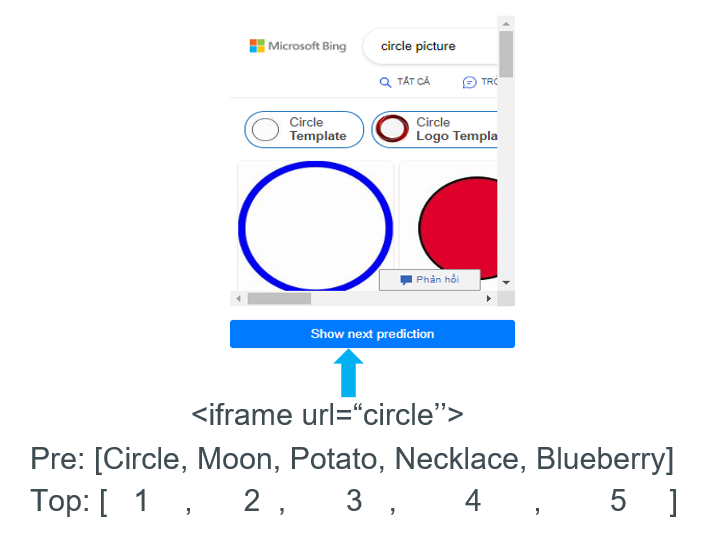 Microsoft Bing
circle picture
TẤT CẢ
Circle
Template
Circle
Logo Templa
Phản hồi
Show next prediction
<iframe url=“circle’’>
Pre: [Circle, Moon, Potato, Necklace, Blueberry]
Top: [ 1 , 2 , 3 , 4 , 5 ]